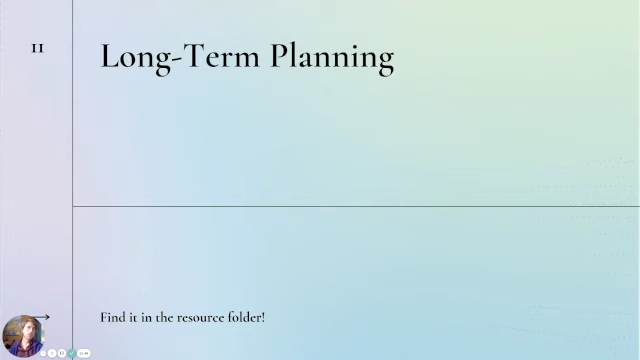 11
Long-Term Planning
Find it in the resource folder!